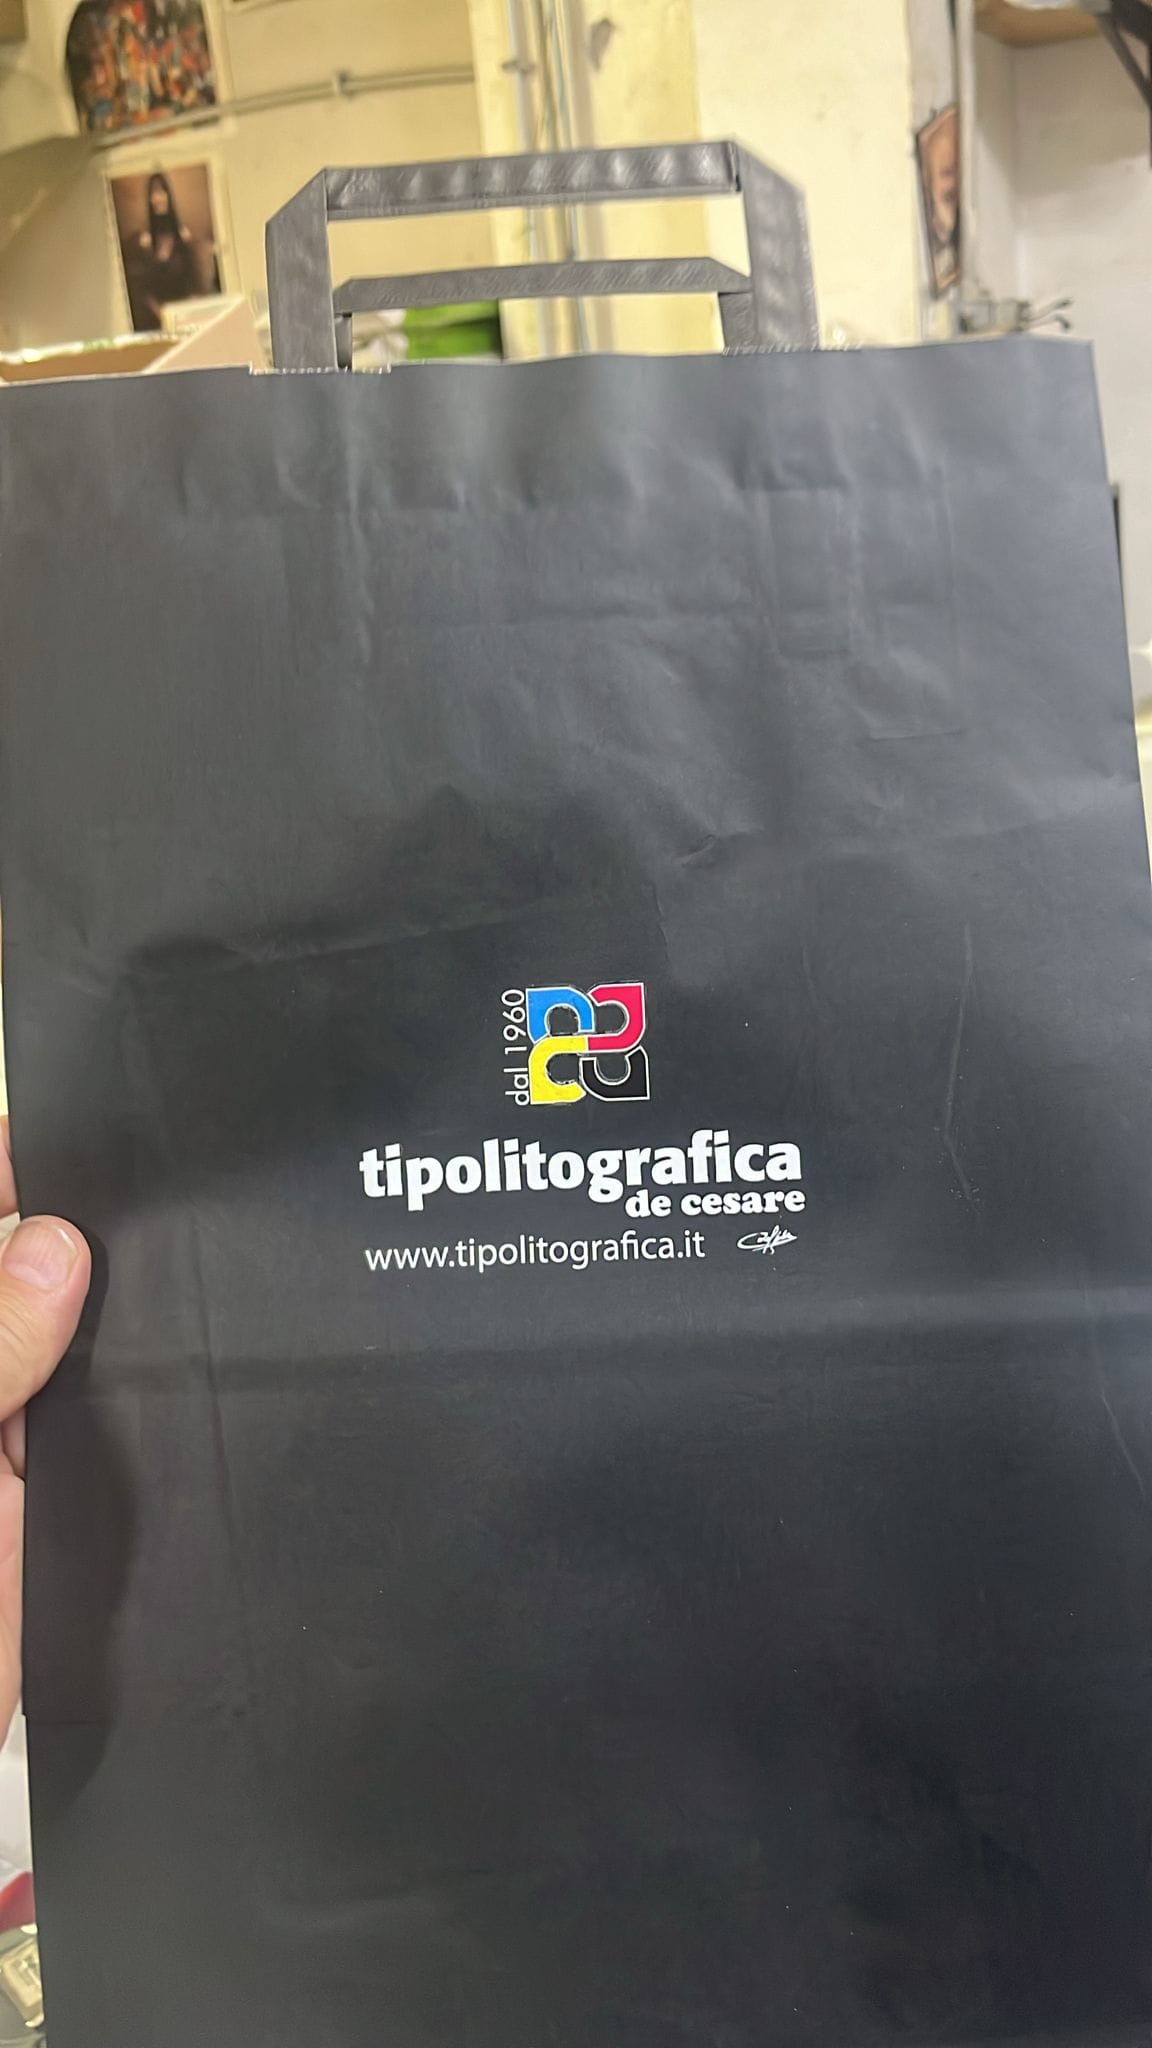 dal 1960
tipolitografica
de cesare
www.tipolitografica.it